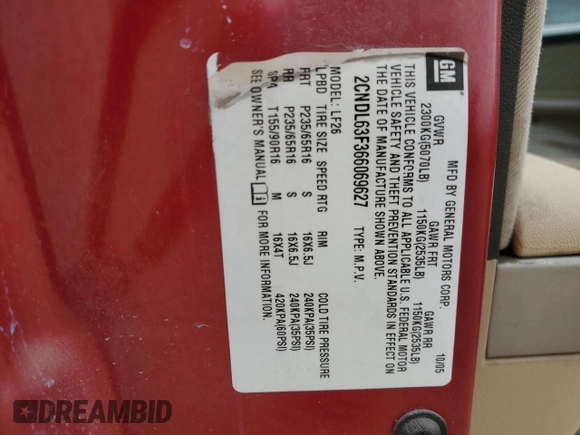 GM
MFD BY GENERAL MOTORS CORP. 10/05
GVWR GAWR FRT GAWR RR
2300KG(5070LB) 1150KG(2535LB) 1150KG(2535LB)
THIS VEHICLE CONFORMS TO ALL APPLICABLE U.S. FEDERAL MOTOR
VEHICLE SAFETY AND THEFT PREVENTION STANDARDS IN EFFECT ON
THE DATE OF MANUFACTURE SHOWN ABOVE.
2CNDL63F366069627 TYPE: M.P.V.
MODEL: LF26
LPBD TIRE SIZE SPEED RTG RIM COLD TIRE PRESSURE
FRT P235/65R16 S 16X6.5J 240KPA(35PSI)
RR P235/65R16 S 16X6.5J 240KPA(35PSI)
SPA T155/90R16 M 16X4T 420KPA(60PSI)
SEE OWNER'S MANUAL FOR MORE INFORMATION.
DREAMBID